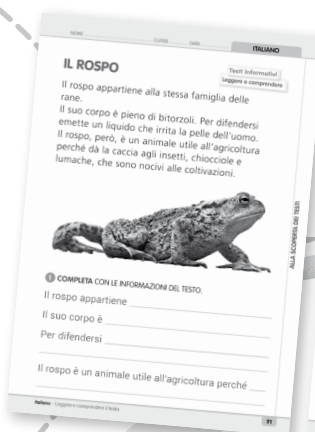 NOME CLASSE DATA
ITALIANO
IL ROSPO
Testi informativi
Leggere e comprendere
Il rospo appartiene alla stessa famiglia delle
rane.
Il suo corpo è pieno di bitorzoli. Per difendersi
emette un liquido che irrita la pelle dell'uomo.
Il rospo, però, è un animale utile all'agricoltura
perché dà la caccia agli insetti, chiocciole e
lumache, che sono nocivi alle coltivazioni.
ALLA SCOPERTA DEI TESTI
1 COMPLETA CON LE INFORMAZIONI DEL TESTO.
Il rospo appartiene
Il suo corpo è
Per difendersi
Il rospo è un animale utile all'agricoltura perché
Italiano - Leggere e comprendere il testo
11